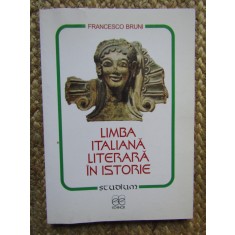 FRANCESCO BRUNI
LIMBA
ITALIANĂ
LITERARĂ
ÎN ISTORIE
STUDIUM